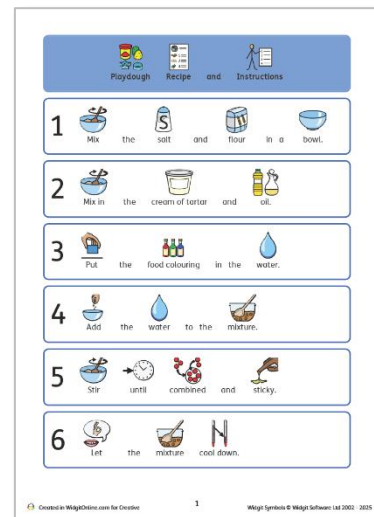 Playdough Recipe and Instructions
1
S
Mix the salt and flour in a bowl.
2
Mix in the cream of tartar and oil.
3
Put the food colouring in the water.
4
Add the water to the mixture.
5
Stir until combined and sticky.
6
Let the mixture cool down.
Created in WidgitOnline.com for Creative 1 Widgit Symbols © Widgit Software Ltd 2002 - 2025